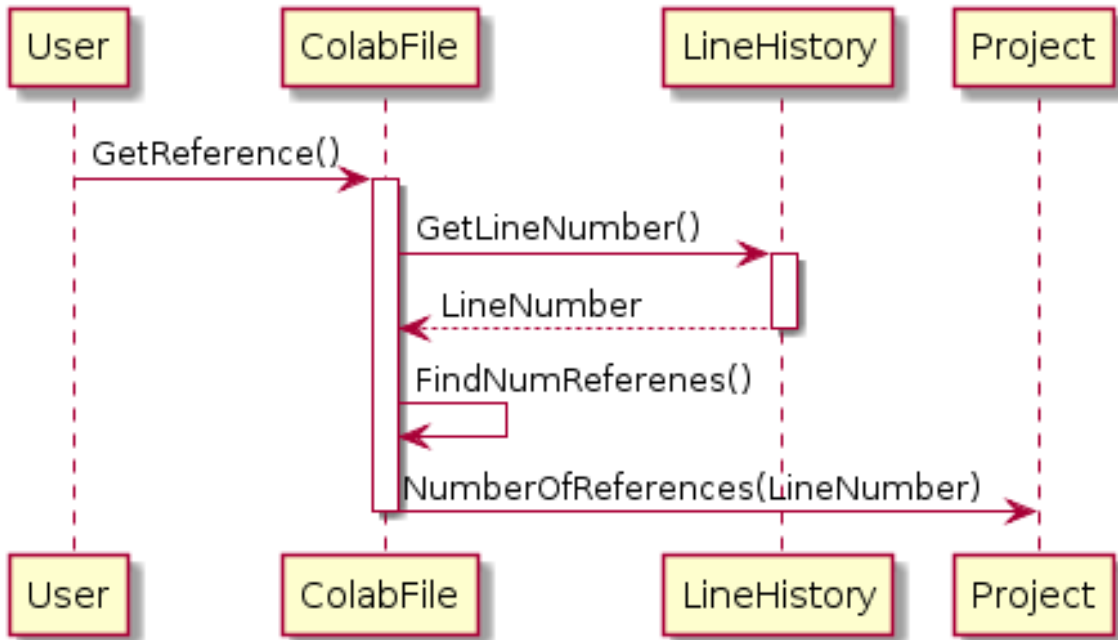 User ColabFile LineHistory Project
GetReference()
GetLineNumber()
LineNumber
FindNumReferenes()
NumberOfReferences(LineNumber)
User ColabFile LineHistory Project